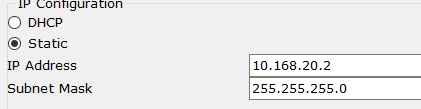 IP Configuration
DHCP
Static
IP Address 10.168.20.2
Subnet Mask 255.255.255.0